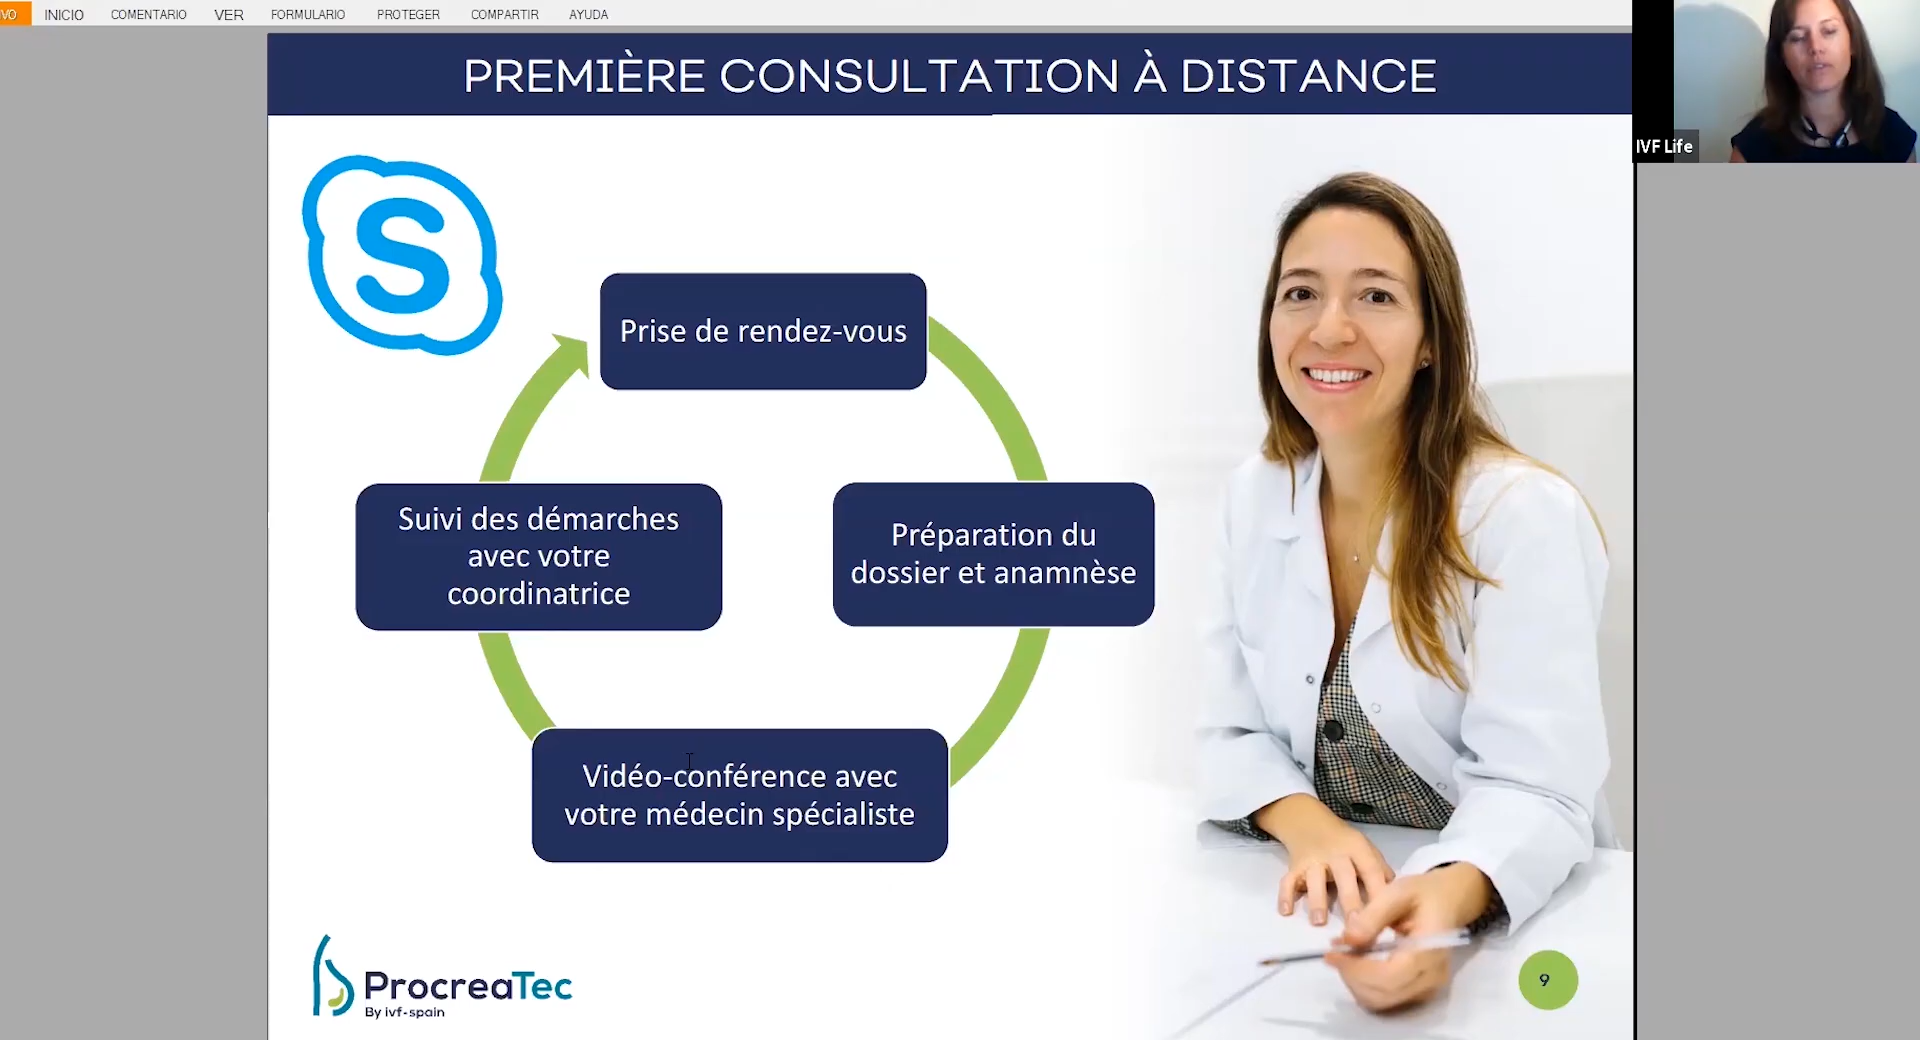 VO INICIO COMENTARIO VER FORMULARIO PROTEGER COMPARTIR AYUDA
PREMIÈRE CONSULTATION À DISTANCE
IVF Life
S
Prise de rendez-vous
Suivi des démarches
avec votre
coordinatrice
Préparation du
dossier et anamnèse
Vidéo-conférence avec
votre médecin spécialiste
ProcreaTec
By ivf-spain
9